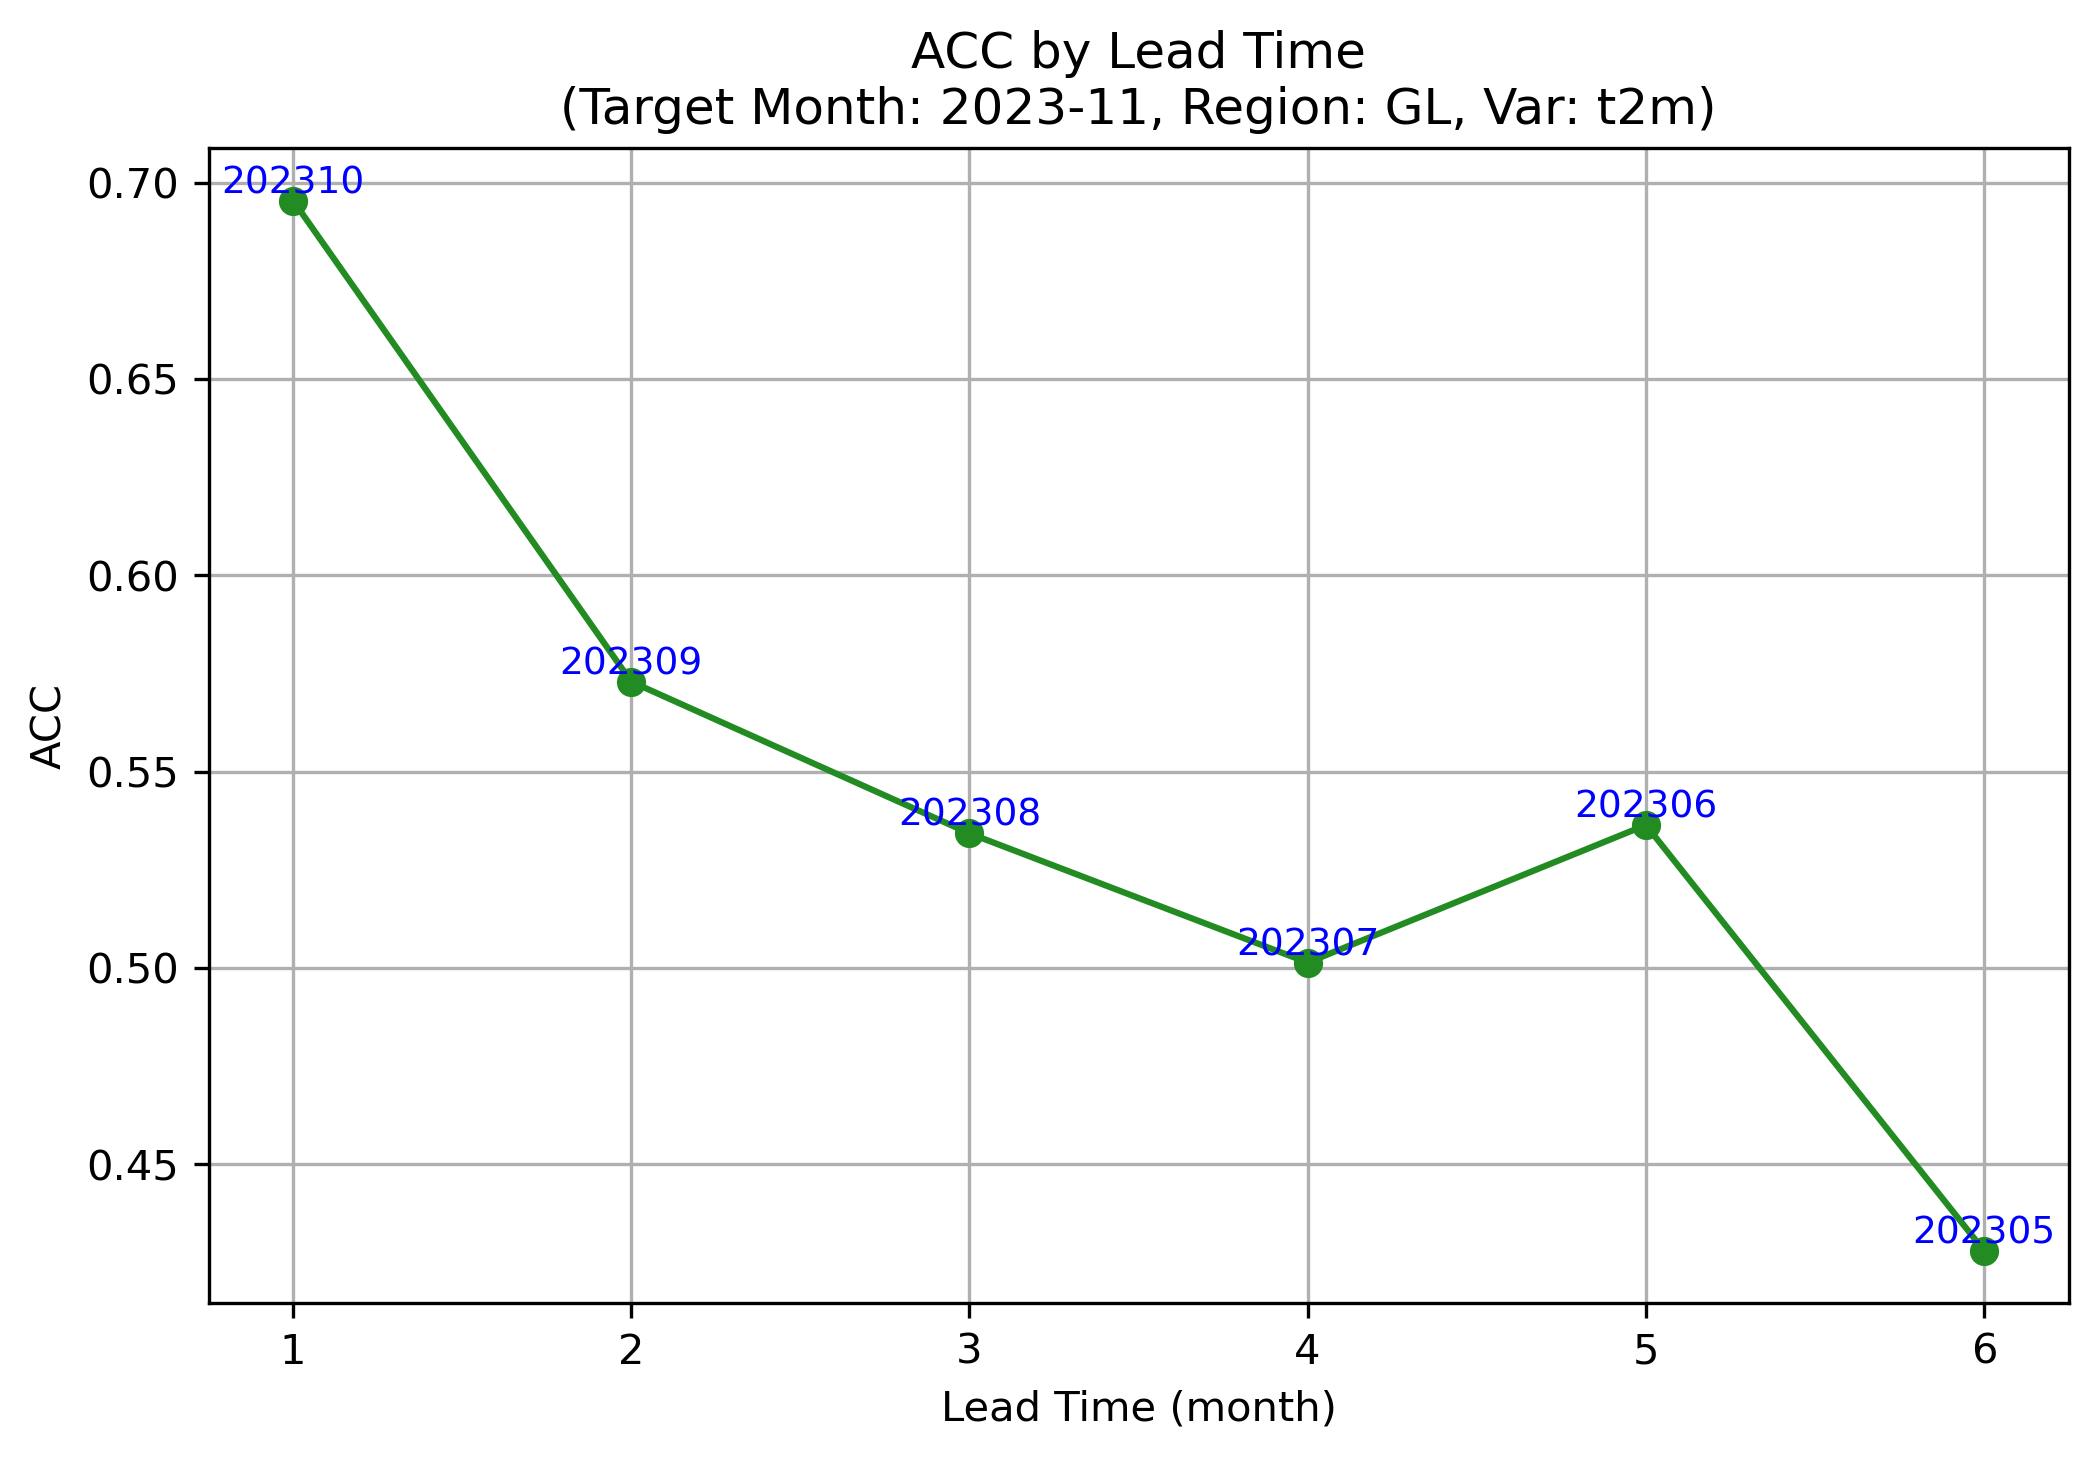 ACC by Lead Time
(Target Month: 2023-11, Region: GL, Var: t2m)
0.70
0.65
0.60
0.55
0.50
0.45
ACC
202310
202309
202308
202307
202306
202305
1 2 3 4 5 6
Lead Time (month)